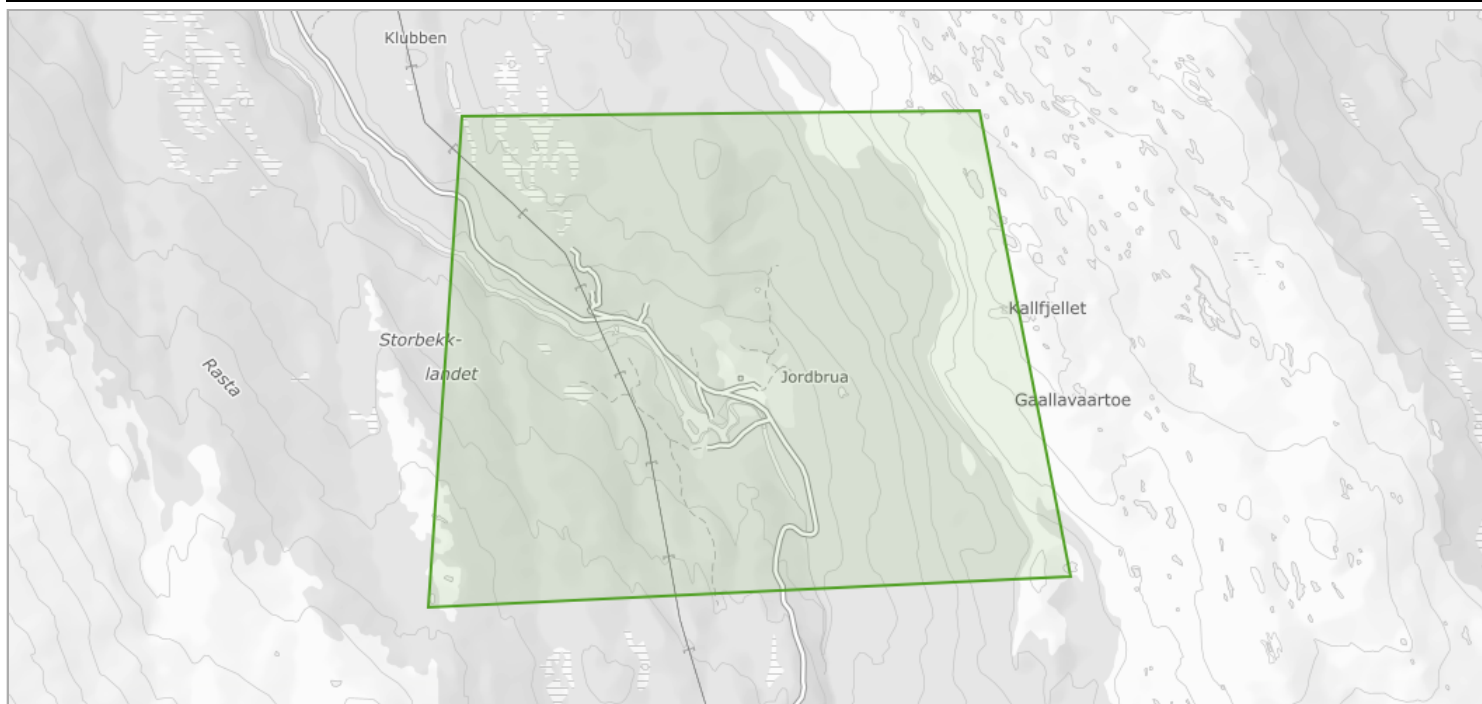 Klubben
Kallfjellet
Storbekk-
landet
Rasta
Jordbrua
Gaallavaartoe